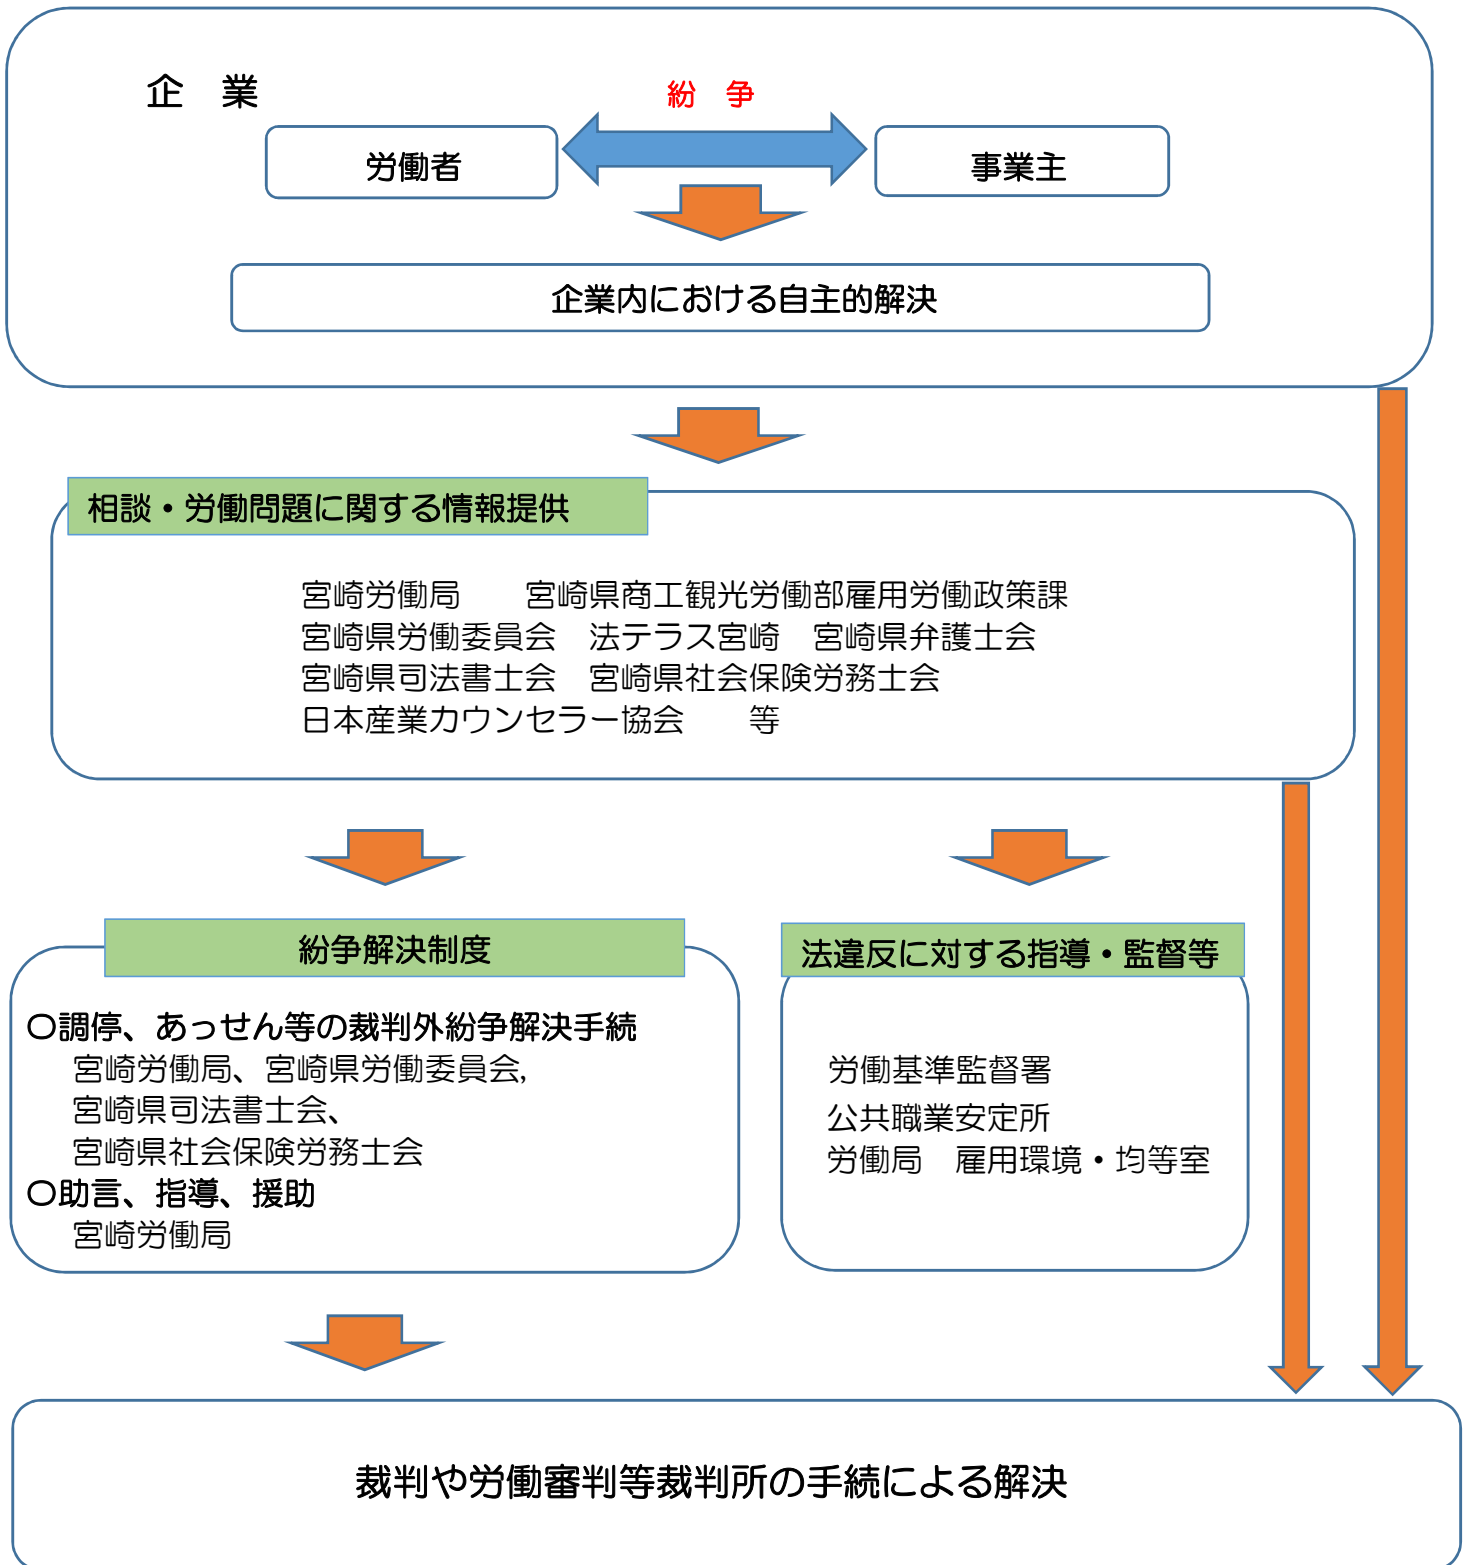 企　業
紛　争
労働者
事業主
企業内における自主的解決
相談・労働問題に関する情報提供
宮崎労働局　　宮崎県商工観光労働部雇用労働政策課
宮崎県労働委員会　法テラス宮崎　宮崎県弁護士会
宮崎県司法書士会　宮崎県社会保険労務士会
日本産業カウンセラー協会　　等
紛争解決制度
〇調停、あっせん等の裁判外紛争解決手続
宮崎労働局、宮崎県労働委員会,
宮崎県司法書士会、
宮崎県社会保険労務士会
〇助言、指導、援助
宮崎労働局
法違反に対する指導・監督等
労働基準監督署
公共職業安定所
労働局　雇用環境・均等室
裁判や労働審判等裁判所の手続による解決